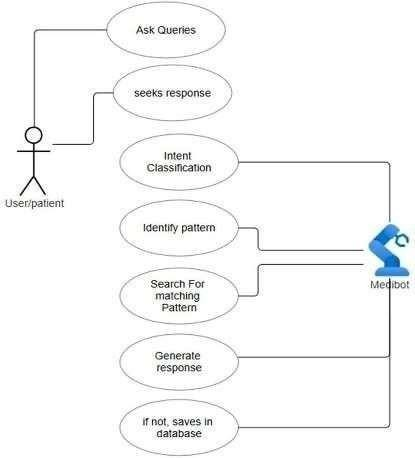 Ask Queries
seeks response
Intent
Classification
User/patient
Identify pattern
Search For
matching
Pattern
Medibot
Generate
response
if not, saves in
database